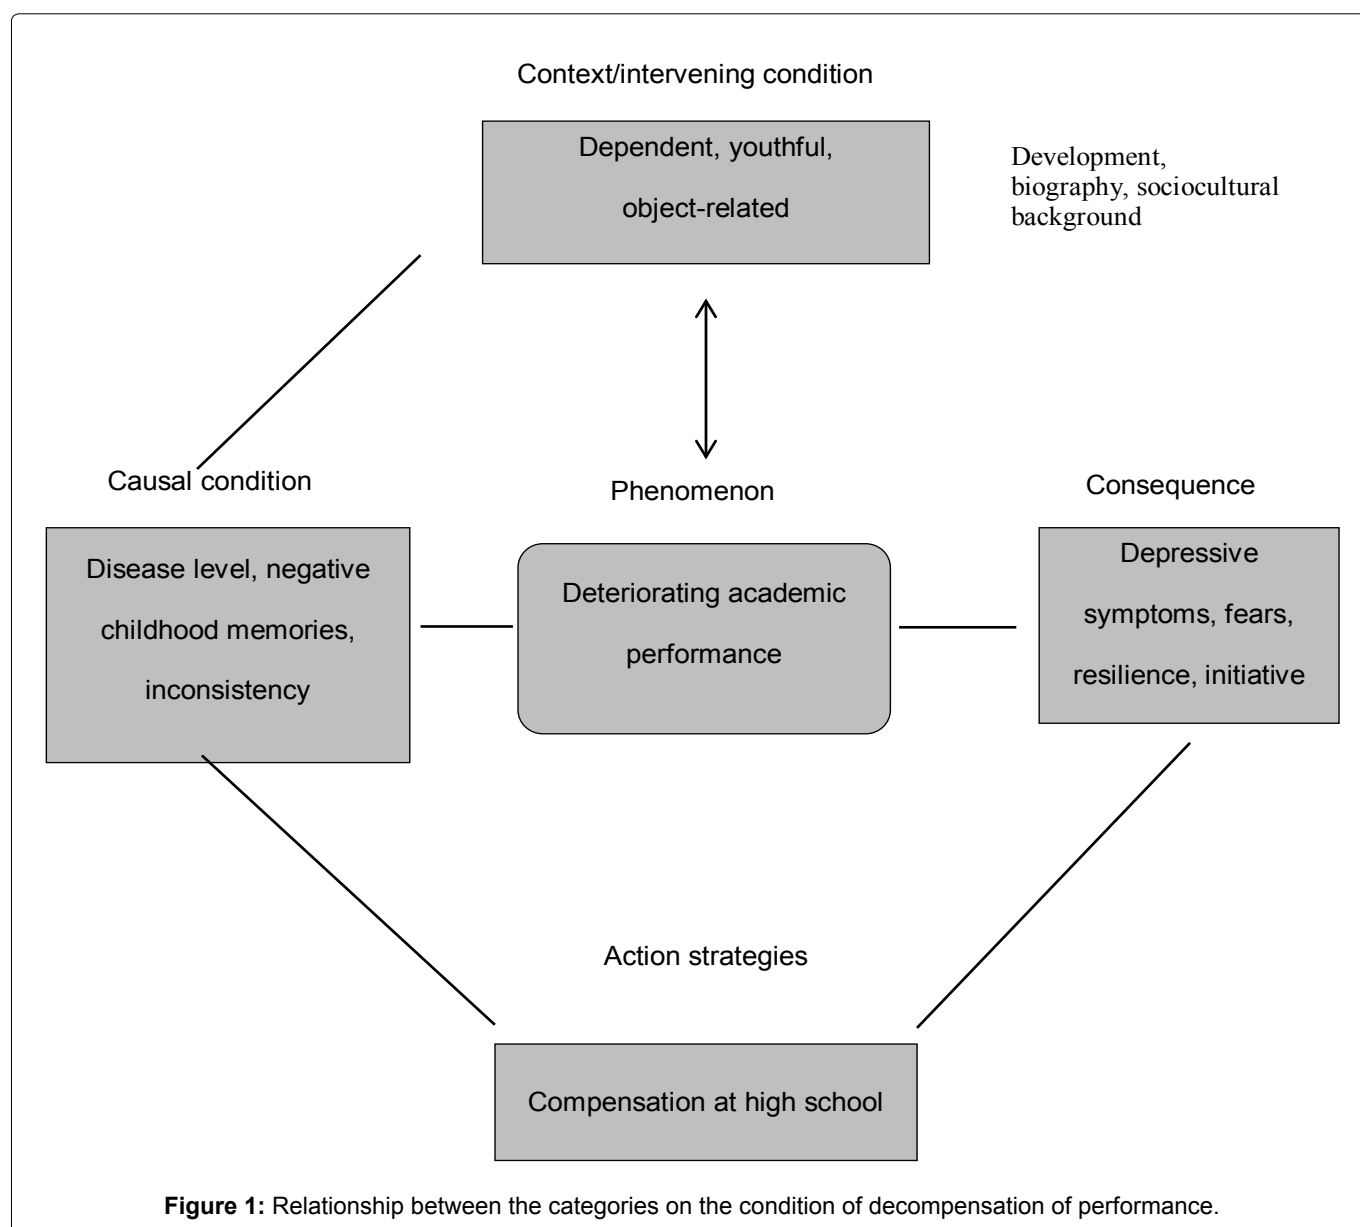 Context/intervening condition
Dependent, youthful,
object-related
Development,
biography, sociocultural
background
Causal condition
Disease level, negative
childhood memories,
inconsistency
Phenomenon
Deteriorating academic
performance
Consequence
Depressive
symptoms, fears,
resilience, initiative
Action strategies
Compensation at high school
Figure 1: Relationship between the categories on the condition of decompensation of performance.